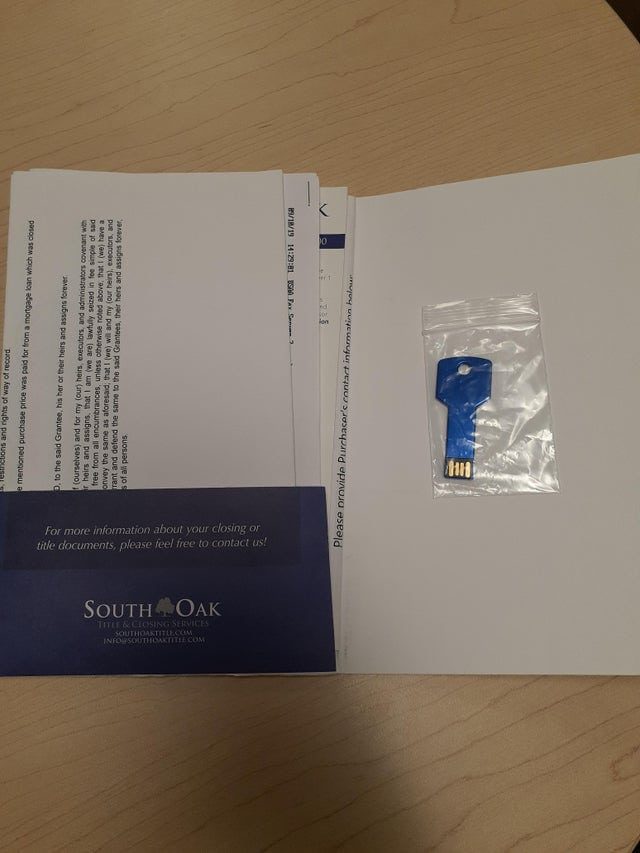 restrictions and rights of way of record
e mentioned purchase price was paid for from a mortgage loan which was closed
D, to the said Grantee, his her or their heirs and assigns forever.
f (ourselves) and for my (our) heirs, executors, and administrators covenant with
heirs and assigns, that I am (we are) lawfully seized in fee simple of said
free from all encumbrances, unless otherwise noted above; that I (we) have a
onvey the same as aforesaid; that I (we) will and my (our heirs), executors, and
rrant and defend the same to the said Grantees, their heirs and assigns forever,
s of all persons.
K
00
Please provide Purchaser's contact information below:
For more information about your closing or
title documents, please feel free to contact us!
SOUTH OAK
TITLE & CLOSING SERVICES
SOUTHOAKTITLE.COM
INFO@SOUTHOAKTITLE.COM